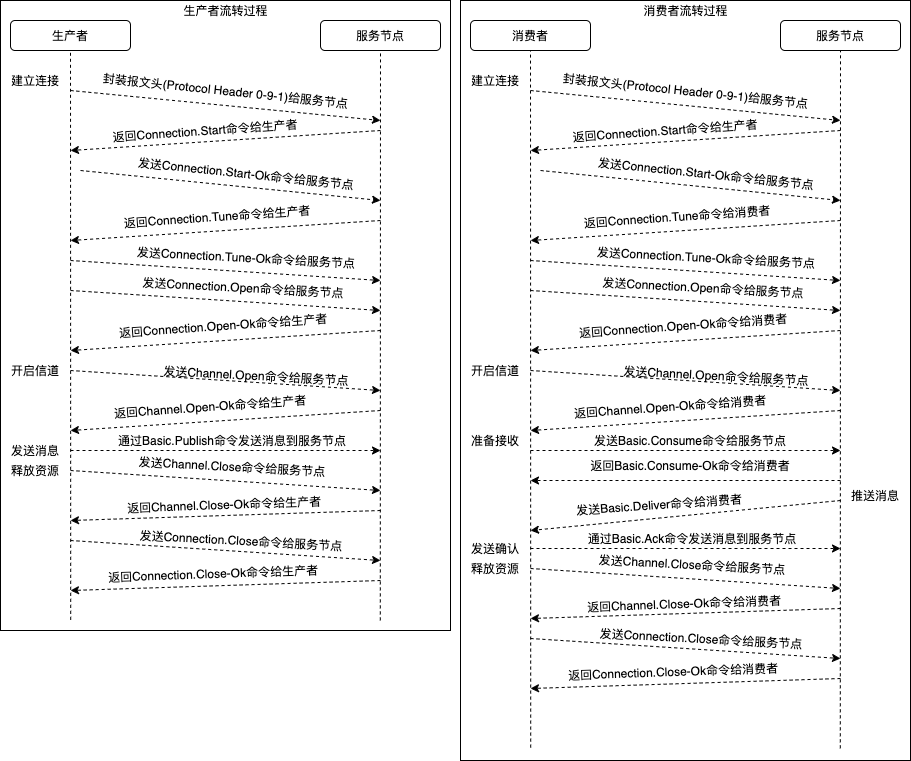 生产者流转过程
生产者
服务节点
建立连接
封装报文头(Protocol Header 0-9-1)给服务节点
返回Connection.Start命令给生产者
发送Connection.Start-Ok命令给服务节点
返回Connection.Tune命令给生产者
发送Connection.Tune-Ok命令给服务节点
发送Connection.Open命令给服务节点
返回Connection.Open-Ok命令给生产者
开启信道
发送Channel.Open命令给服务节点
返回Channel.Open-Ok命令给生产者
发送消息
通过Basic.Publish命令发送消息到服务节点
释放资源
发送Channel.Close命令给服务节点
返回Channel.Close-Ok命令给生产者
发送Connection.Close命令给服务节点
返回Connection.Close-Ok命令给生产者
消费者流转过程
消费者
服务节点
建立连接
封装报文头(Protocol Header 0-9-1)给服务节点
返回Connection.Start命令给生产者
发送Connection.Start-Ok命令给服务节点
返回Connection.Tune命令给消费者
发送Connection.Tune-Ok命令给服务节点
发送Connection.Open命令给服务节点
返回Connection.Open-Ok命令给消费者
开启信道
发送Channel.Open命令给服务节点
返回Channel.Open-Ok命令给消费者
准备接收
发送Basic.Consume命令给服务节点
返回Basic.Consume-Ok命令给消费者
推送消息
发送Basic.Deliver命令给消费者
发送确认
通过Basic.Ack命令发送消息到服务节点
释放资源
发送Channel.Close命令给服务节点
返回Channel.Close-Ok命令给消费者
发送Connection.Close命令给服务节点
返回Connection.Close-Ok命令给消费者